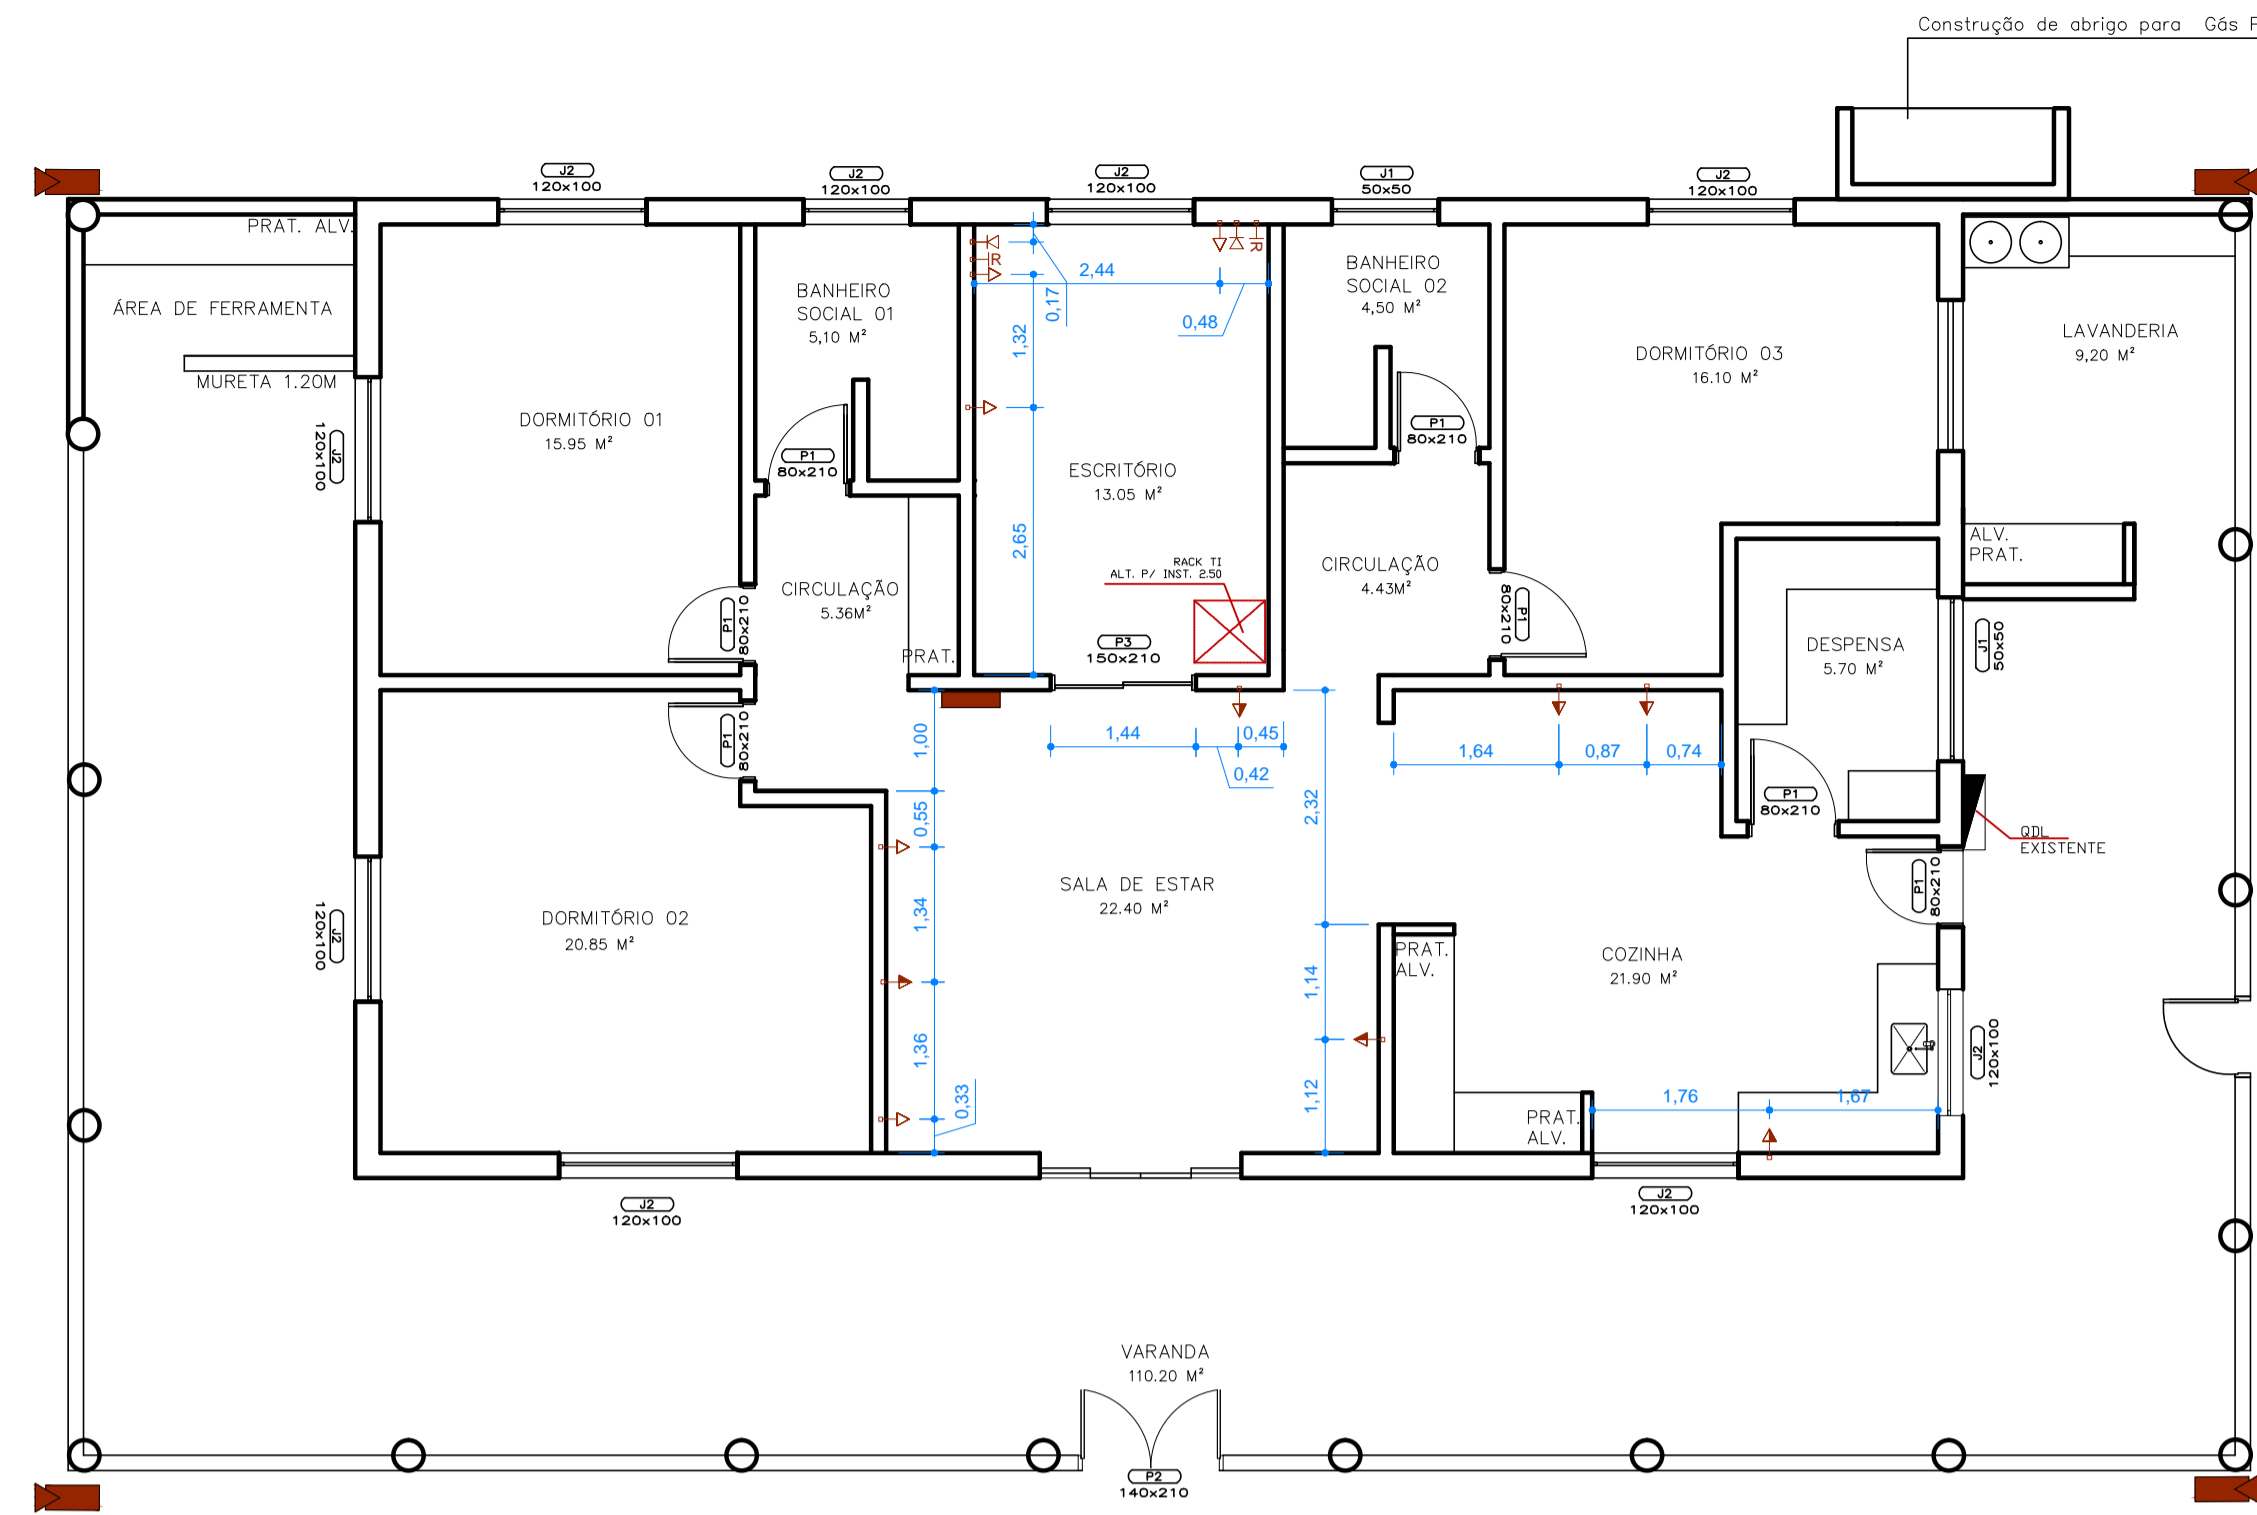 Construção de abrigo para Gás P
J2
120x100
J2
120x100
J2
120x100
J1
50x50
J2
120x100
PRAT. ALV.
ÁREA DE FERRAMENTA
MURETA 1.20M
BANHEIRO
SOCIAL 01
5,10 M²
R
R
2,44
0,17
0,48
1,32
2,65
BANHEIRO
SOCIAL 02
4,50 M²
DORMITÓRIO 03
16.10 M²
LAVANDERIA
9,20 M²
DORMITÓRIO 01
15.95 M²
J2
120x100
P1
80x210
P1
80x210
ESCRITÓRIO
13.05 M²
RACK TI
ALT. P/ INST. 2.50
CIRCULAÇÃO
5.36M²
CIRCULAÇÃO
4.43M²
P1
80x210
P1
80x210
ALV.
PRAT.
DESPENSA
5.70 M²
J1
50x50
PRAT.
P3
150x210
P1
80x210
1,00
1,44
0,45
0,42
1,64
0,87
0,74
2,32
0,55
P1
80x210
QDL
EXISTENTE
P1
80x210
SALA DE ESTAR
22.40 M²
DORMITÓRIO 02
20.85 M²
J2
120x100
1,34
COZINHA
21.90 M²
PRAT.
ALV.
1,14
1,36
0,33
1,12
J2
120x100
1,76
1,67
PRAT.
ALV.
J2
120x100
J2
120x100
VARANDA
110.20 M²
P2
140x210